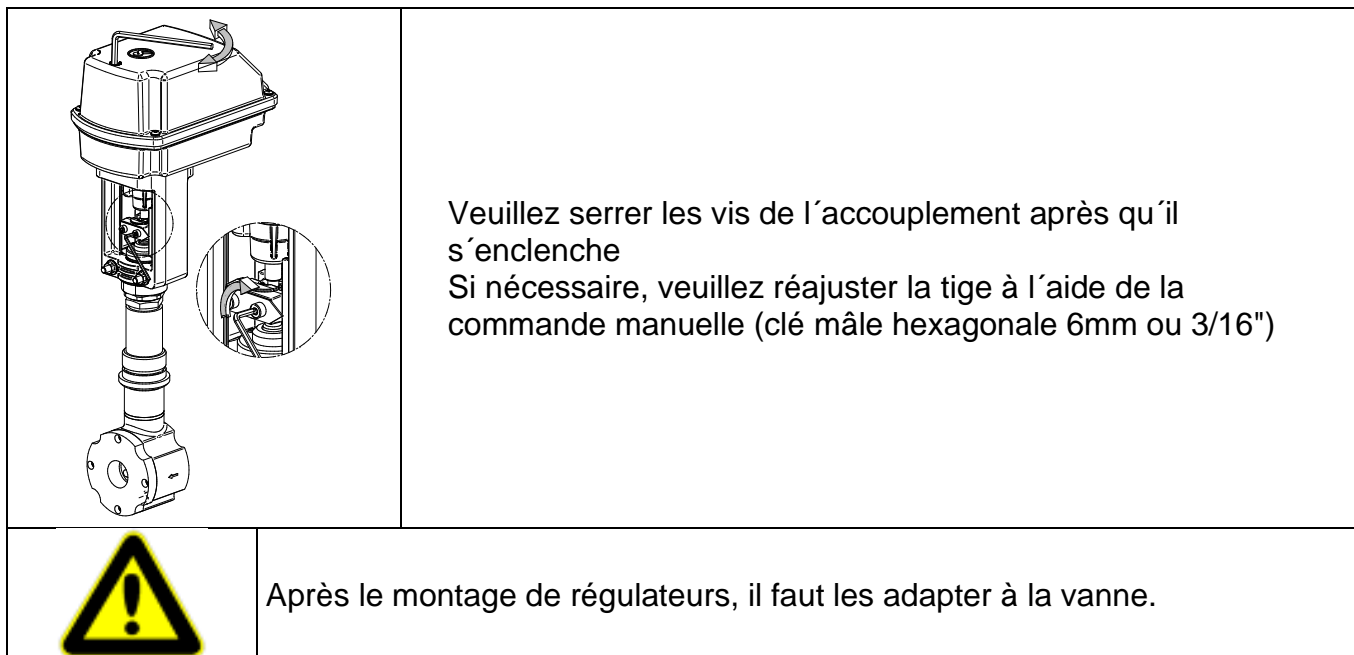 Veuillez serrer les vis de l´accouplement après qu´il
s´enclenche
Si nécessaire, veuillez réajuster la tige à l´aide de la
commande manuelle (clé mâle hexagonale 6mm ou 3/16")
Après le montage de régulateurs, il faut les adapter à la vanne.